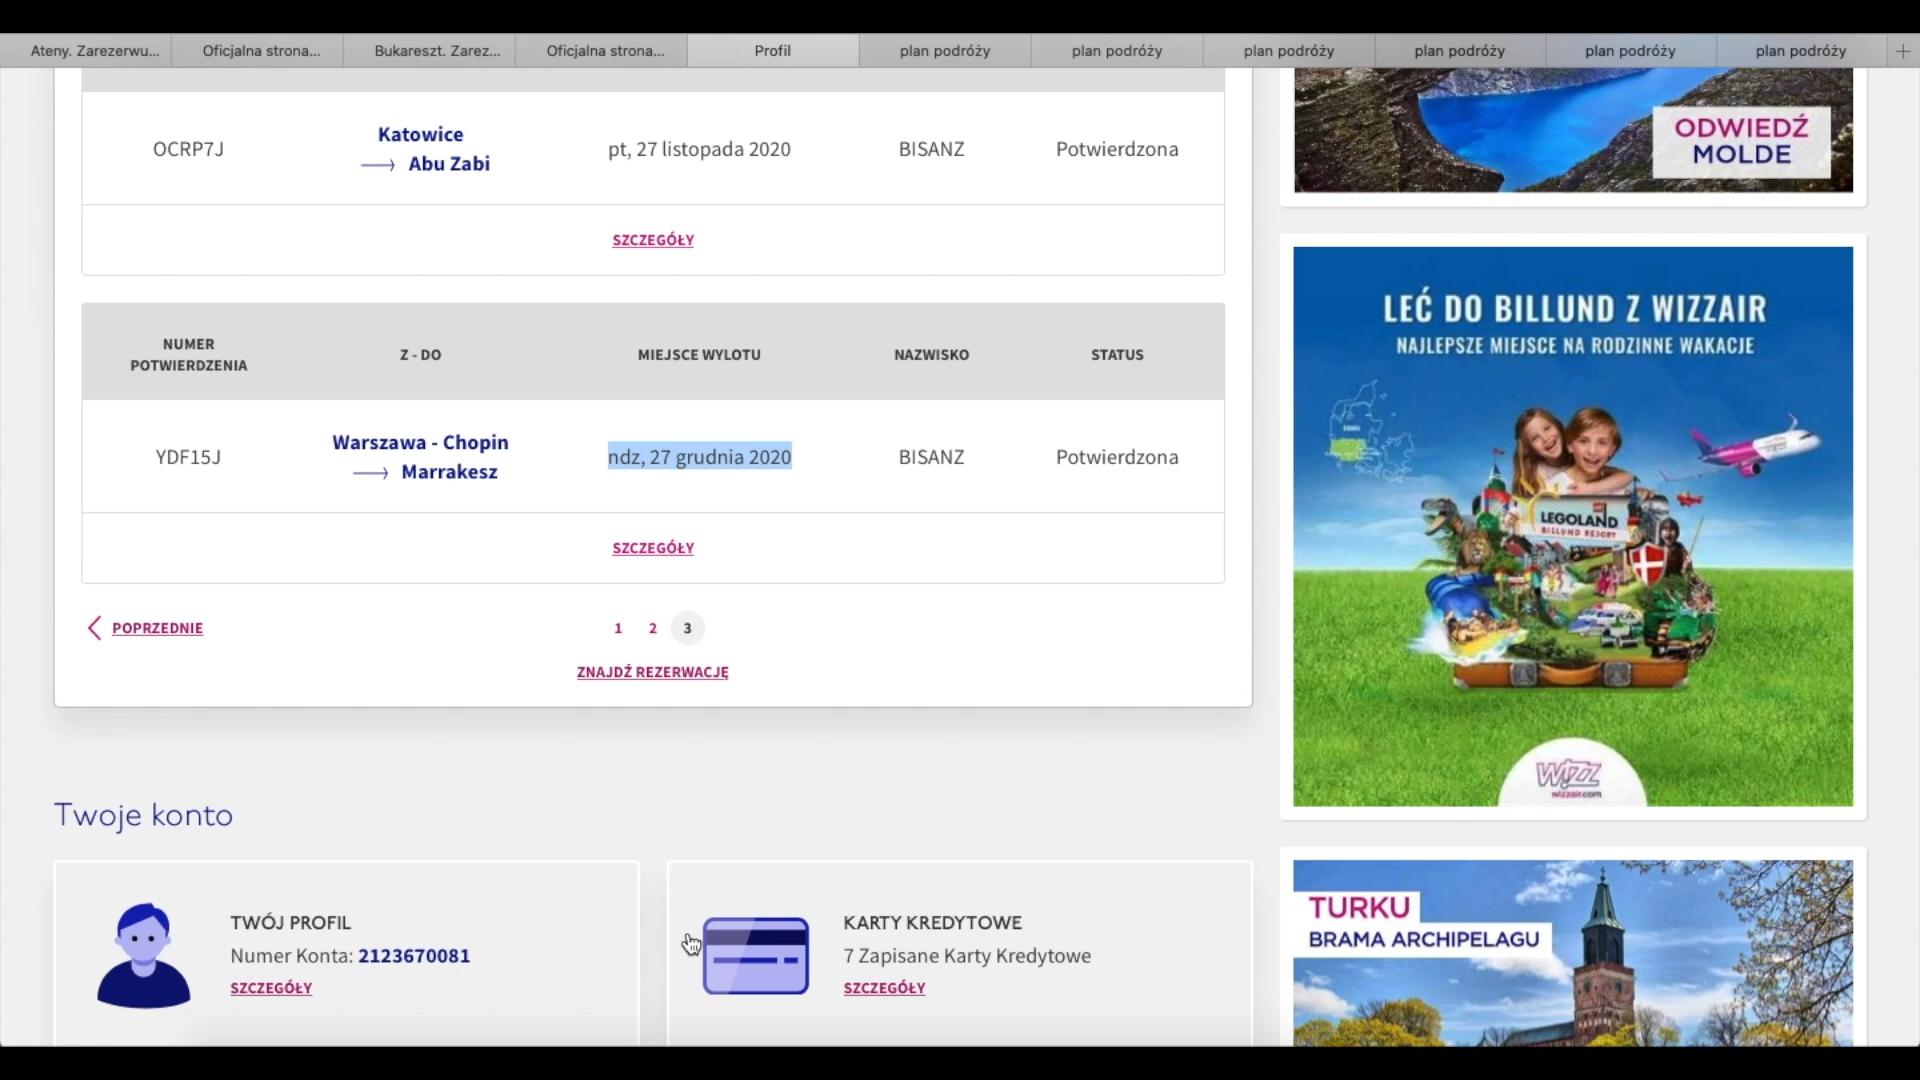 Ateny. Zarezerwu...
Oficjalna strona...
Bukareszt. Zarez...
Oficjalna strona...
Profil
plan podróży
plan podróży
plan podróży
plan podróży
plan podróży
plan podróży
OCRP7J
Katowice
Abu Zabi
pt, 27 listopada 2020
BISANZ
Potwierdzona
SZCZEGÓŁY
NUMER
POTWIERDZENIA
Z - DO
MIEJSCE WYLOTU
NAZWISKO
STATUS
YDF15J
Warszawa - Chopin
Marrakesz
ndz, 27 grudnia 2020
BISANZ
Potwierdzona
SZCZEGÓŁY
POPRZEDNIE
1 2 3
ZNAJDŹ REZERWACJĘ
Twoje konto
TWÓJ PROFIL
Numer Konta: 2123670081
SZCZEGÓŁY
KARTY KREDYTOWE
7 Zapisane Karty Kredytowe
SZCZEGÓŁY
ODWIEDŹ
MOLDE
LEĆ DO BILLUND Z WIZZAIR
NAJLEPSZE MIEJSCE NA RODZINNE WAKACJE
LEGOLAND
BILLUND RESORT
WIZZ
wizzair.com
TURKU
BRAMA ARCHIPELAGU